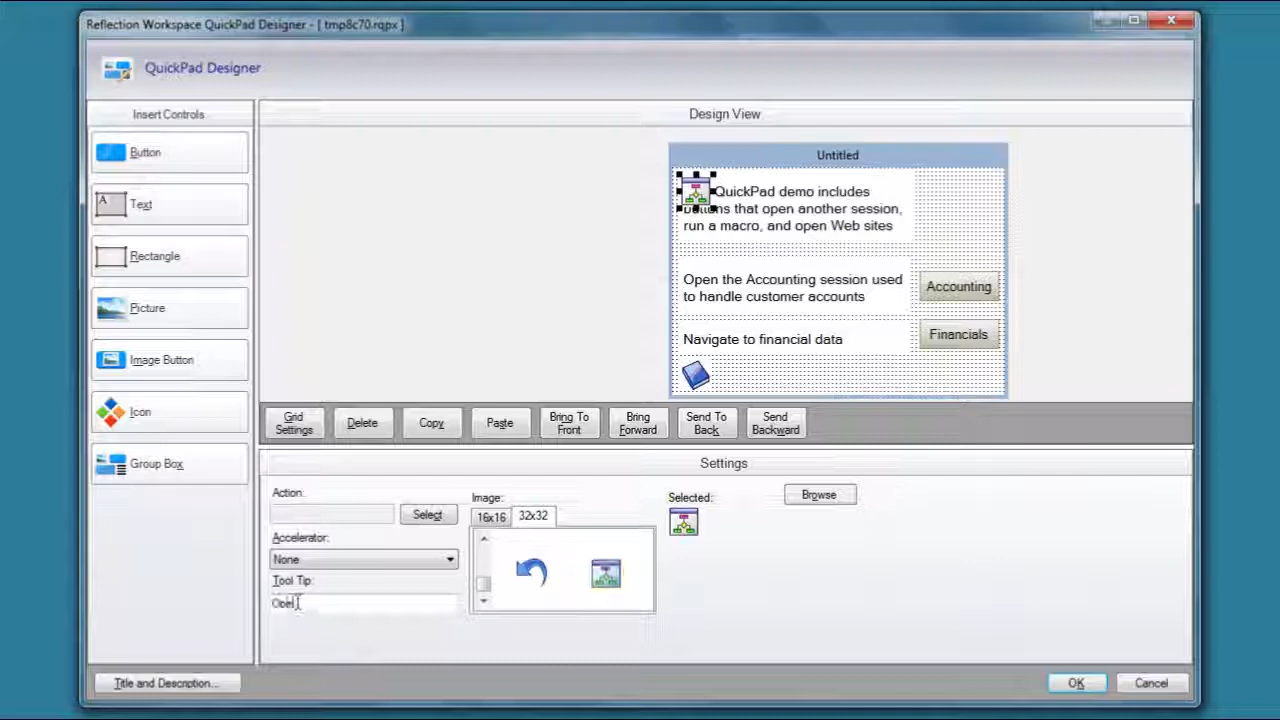 Reflection Workspace QuickPad Designer - [ tmp8c70.rqpx ]
QuickPad Designer
Insert Controls
Button
Text
Rectangle
Picture
Image Button
Icon
Group Box
Design View
Untitled
QuickPad demo includes
buttons that open another session,
run a macro, and open Web sites
Open the Accounting session used
to handle customer accounts
Accounting
Navigate to financial data
Financials
Grid
Settings
Delete
Copy
Paste
Bring To
Front
Bring
Forward
Send To
Back
Send
Backward
Settings
Action:
Select
Accelerator:
None
Tool Tip:
Image:
16x16
32x32
Selected:
Browse
Title and Description...
OK
Cancel